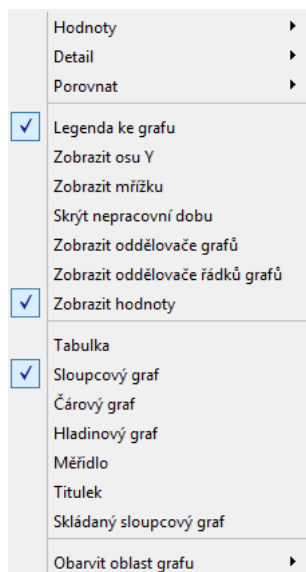 Hodnoty
Detail
Porovnat
Legenda ke grafu
Zobrazit osu Y
Zobrazit mřížku
Skrýt nepracovní dobu
Zobrazit oddělovače grafů
Zobrazit oddělovače řádků grafů
Zobrazit hodnoty
Tabulka
Sloupcový graf
Čárový graf
Hladinový graf
Měřidlo
Titulek
Skládaný sloupcový graf
Obarvit oblast grafu